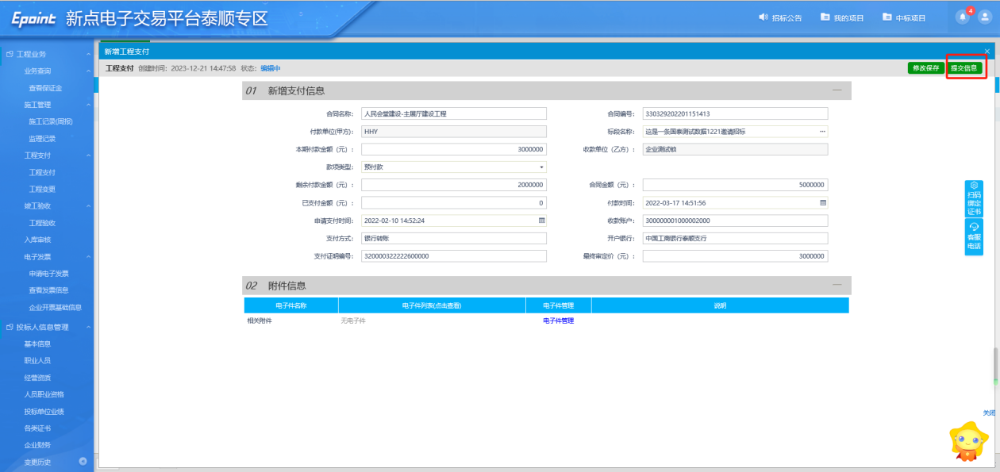 Epoint 新点电子交易平台泰顺专区
招标公告 我的项目 中标项目 4
工程业务
业务查询
查看保证金
施工管理
施工记录(周报)
监理记录
工程支付
工程支付
工程变更
竣工验收
工程验收
入库审核
电子发票
申请电子发票
查看发票信息
企业开票基础信息
投标人信息管理
基本信息
职业人员
经营资质
人员职业资格
投标单位业绩
各类证书
企业财务
变更历史
新增工程支付
工程支付 创建时间：2023-12-21 14:47:58 状态：编辑中 修改保存 提交信息
01 新增支付信息
合同名称： 人民会堂建设-主展厅建设工程 合同编号： 330329202201151413
付款单位(甲方)： HHY 标段名称： 这是一条国泰测试数据1221邀请招标
本期付款金额（元）： 3000000 收款单位（乙方）： 企业测试锁
款项类型： 预付款
剩余付款金额（元）： 2000000 合同金额（元）： 5000000
已支付金额（元）： 0 付款时间： 2022-03-17 14:51:56
申请支付时间： 2022-02-10 14:52:24 收款账户： 300000001000002000
支付方式： 银行转账 开户银行： 中国工商银行泰顺支行
支付证明编号： 320000322222600000 最终审定价（元）： 3000000
02 附件信息
电子件名称 电子件列表(点击查看) 电子件管理 说明
相关附件 无电子件 电子件管理
扫码
绑定
证书
客服
电话
关闭